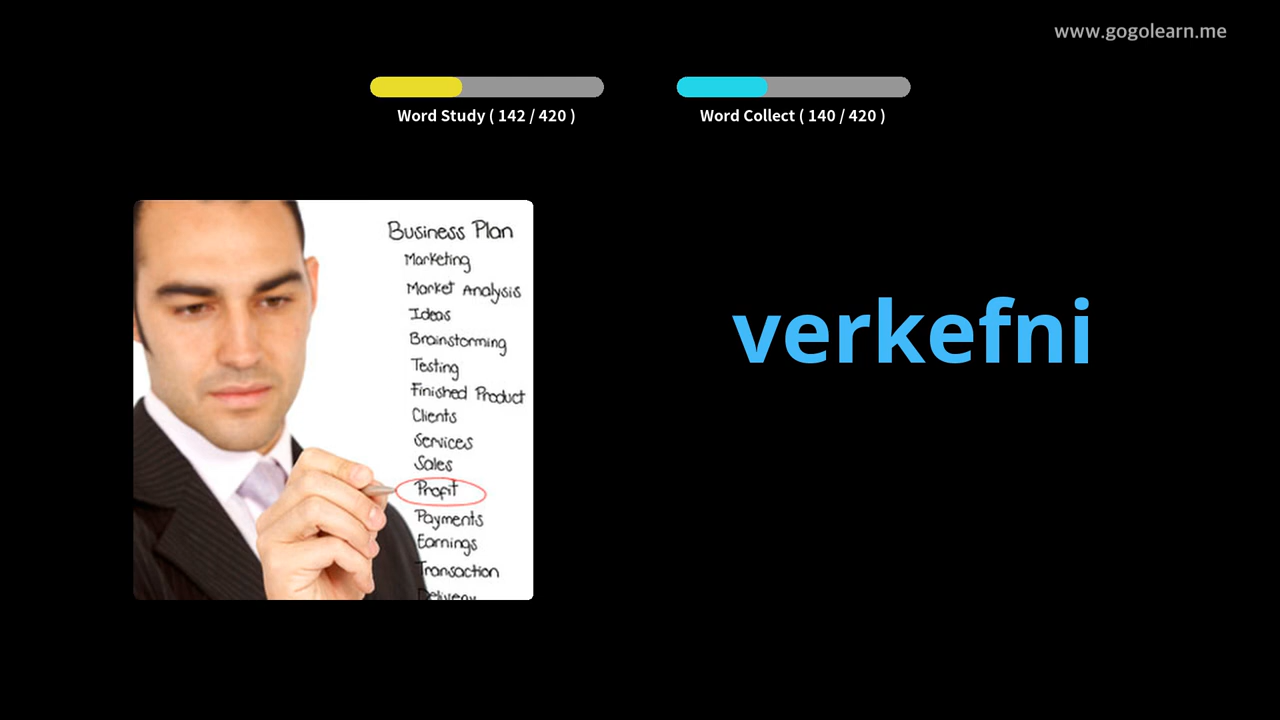 www.gogolearn.me
Word Study ( 142 / 420 )
Word Collect ( 140 / 420 )
Business Plan
Marketing
Market Analysis
Ideas
Brainstorming
Testing
Finished Product
Clients
Services
Sales
Profit
Payments
Earnings
Transaction
Delivery
verkefni